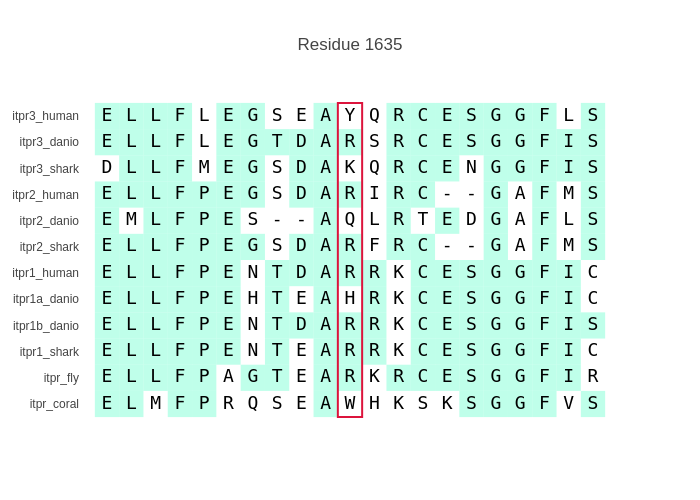 Residue 1635
itpr3_human E L L F L E G S E A Y Q R C E S G G F L S
itpr3_danio E L L F L E G T D A R S R C E S G G F I S
itpr3_shark D L L F M E G S D A K Q R C E N G G F I S
itpr2_human E L L F P E G S D A R I R C - - G A F M S
itpr2_danio E M L F P E S - - A Q L R T E D G A F L S
itpr2_shark E L L F P E G S D A R F R C - - G A F M S
itpr1_human E L L F P E N T D A R R K C E S G G F I C
itpr1a_danio E L L F P E H T E A H R K C E S G G F I C
itpr1b_danio E L L F P E N T D A R R K C E S G G F I S
itpr1_shark E L L F P E N T E A R R K C E S G G F I C
itpr_fly E L L F P A G T E A R K R C E S G G F I R
itpr_coral E L M F P R Q S E A W H K S K S G G F V S